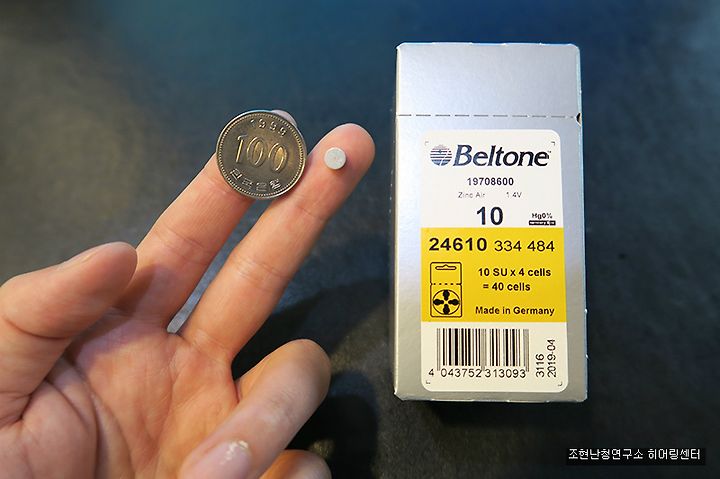 1999
100
한국은행
Beltone™
19708600
Zinc Air 1.4V
10
Hg0%
24610 334 484
10 SU x 4 cells
= 40 cells
Made in Germany
4 043752 313093
3116
2019-04
조현난청연구소 히어링센터